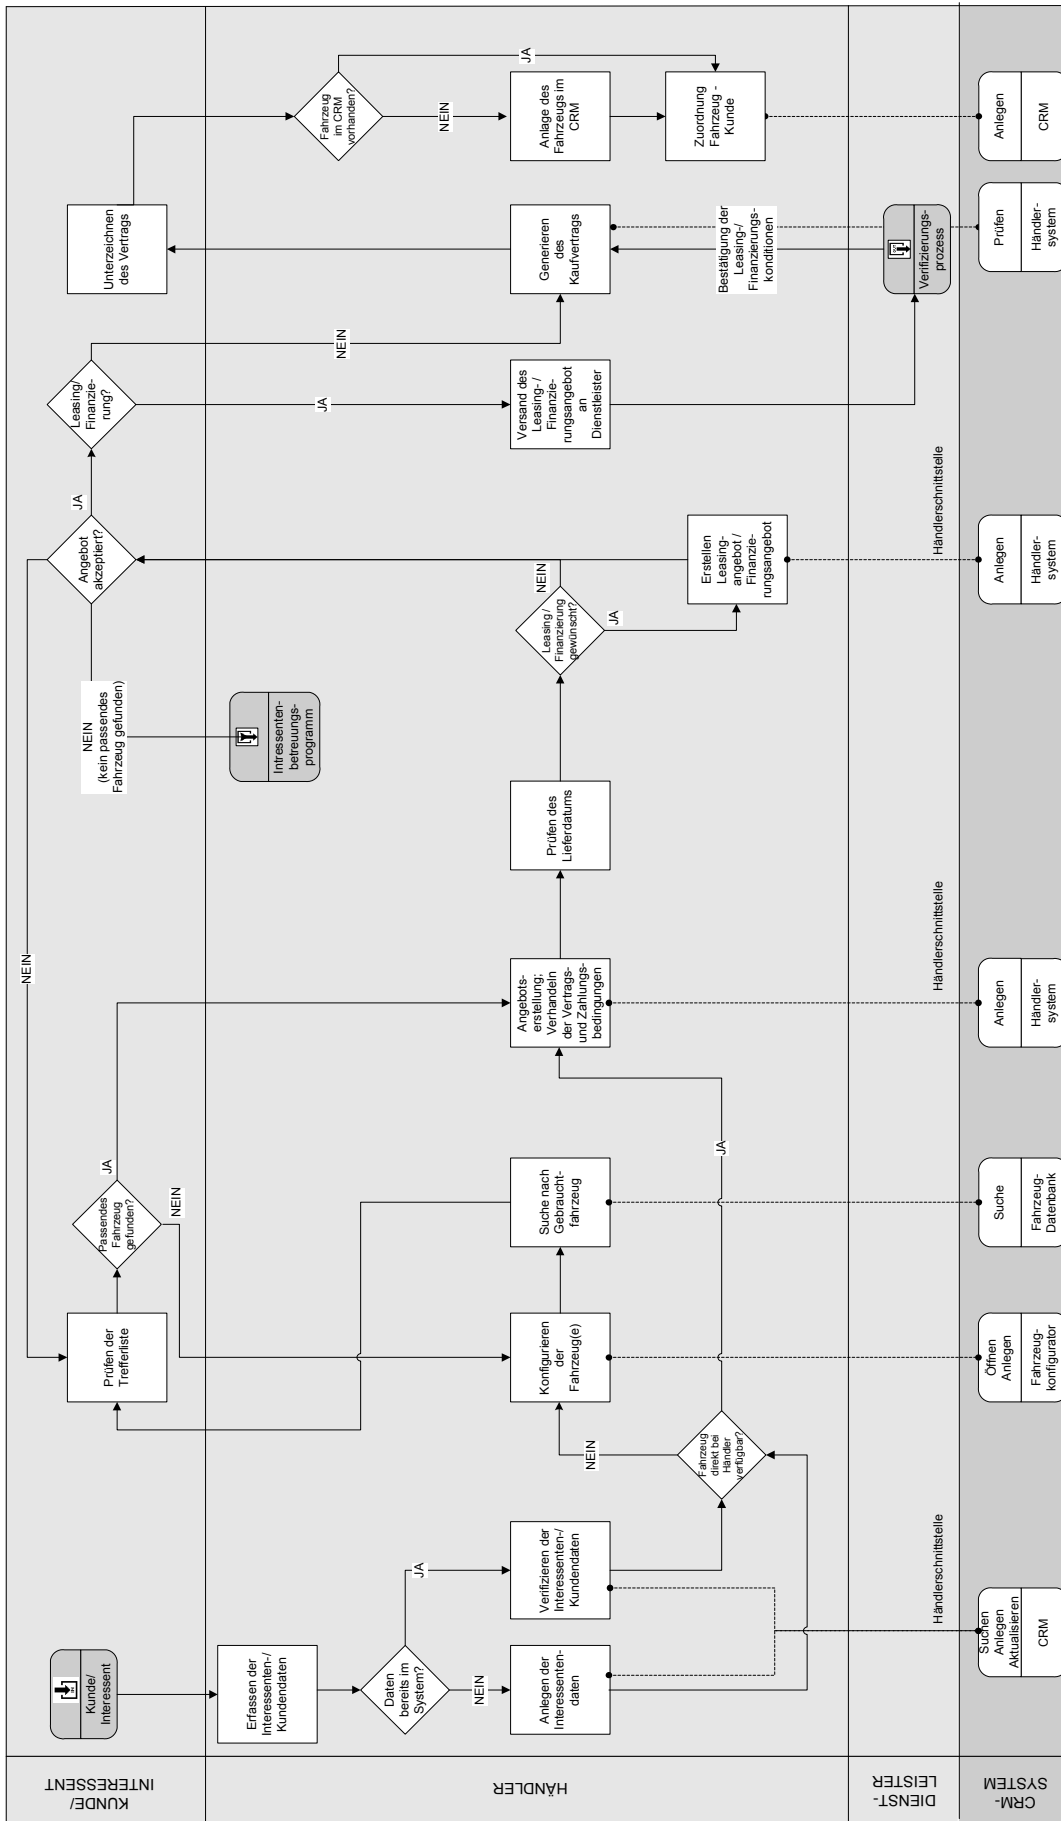 KUNDE/
INTERESSENT
Kunde/
Interessent
Prüfen der
Trefferliste
Passendes
Fahrzeug
gefunden?
JA
NEIN
NEIN
NEIN
(kein passendes
Fahrzeug gefunden)
Angebot
akzeptiert?
JA
Leasing/
Finanzie-
rung?
JA
NEIN
Unterzeichnen
des Vertrags
HÄNDLER
Erfassen der
Interessenten-/
Kundendaten
Daten
bereits im
System?
JA
NEIN
Anlegen der
Interessenten-
daten
Verifizieren der
Interessenten-/
Kundendaten
Fahrzeug
direkt bei
Händler
verfügbar?
NEIN
JA
Konfigurieren
der
Fahrzeug(e)
Suche nach
Gebraucht-
fahrzeug
Angebots-
erstellung;
Verhandeln
der Vertrags-
und Zahlungs-
bedingungen
Prüfen des
Lieferdatums
Intressenten-
betreuungs-
programm
Leasing /
Finanzierung
gewünscht?
NEIN
JA
Erstellen
Leasing-
angebot /
Finanzie-
rungsangebot
Versand des
Leasing- /
Finanzie-
rungsangebot
an
Dienstleister
Generieren
des
Kaufvertrags
Bestätigung der
Leasing-/
Finanzierungs-
konditionen
Fahrzeug
im CRM
vorhanden?
JA
NEIN
Anlage des
Fahrzeugs im
CRM
Zuordnung
Fahrzeug -
Kunde
DIENST-
LEISTER
Händlerschnittstelle
Händlerschnittstelle
Händlerschnittstelle
Verifizierungs-
prozess
CRM-
SYSTEM
Suchen
Anlegen
Aktualisieren
CRM
Öffnen
Anlegen
Fahrzeug-
konfigurator
Suche
Fahrzeug-
Datenbank
Anlegen
Händler-
system
Anlegen
Händler-
system
Prüfen
Händler-
system
Anlegen
CRM